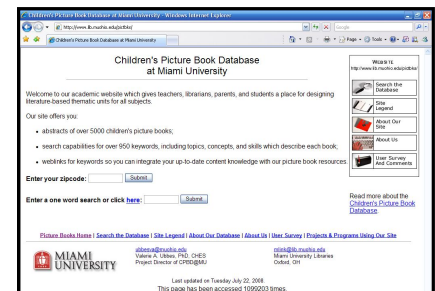 Children's Picture Book Database at Miami University - Windows Internet Explorer
http://www.lib.muohio.edu/pictbks/
Google
Children's Picture Book Database at Miami University
Page
Tools
Children's Picture Book Database
at Miami University
Welcome to our academic website which gives teachers, librarians, parents, and students a place for designing
literature-based thematic units for all subjects.
Our site offers you:
abstracts of over 5000 children's picture books;
search capabilities for over 950 keywords, including topics, concepts, and skills which describe each book;
weblinks for keywords so you can integrate your up-to-date content knowledge with our picture book resources.
Enter your zipcode: Submit
Enter a one word search or click here: Submit
WEBSITE
http://www.lib.muohio.edu/pictbks/
Search the
Database
Site
Legend
About Our
Site
About Us
User Survey
And Comments
Read more about the
Children's Picture Book
Database
Picture Books Home | Search the Database | Site Legend | About Our Database | About Us | User Survey | Projects & Programs Using Our Site
MIAMI
UNIVERSITY
ubbesva@muohio.edu
Valerie A. Ubbes, PhD, CHES
Project Director of CPBD@MU
Miami University Libraries
Oxford, OH
Last updated on Tuesday July 22, 2008.
This page has been accessed 1099203 times.